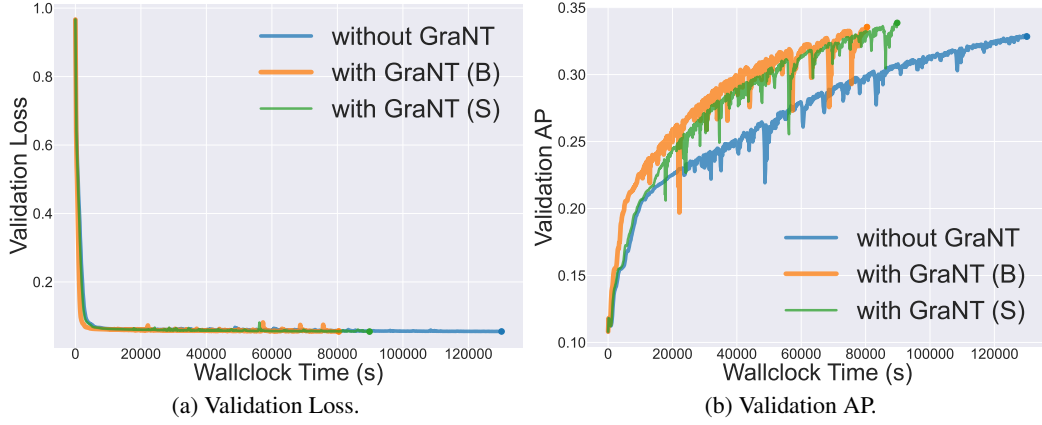 1.0
0.8
0.6
0.4
0.2
0 20000 40000 60000 80000 100000 120000
Validation Loss
Wallclock Time (s)
without GraNT
with GraNT (B)
with GraNT (S)
(a) Validation Loss.
0.35
0.30
0.25
0.20
0.15
0.10
0 20000 40000 60000 80000 100000 120000
Validation AP
Wallclock Time (s)
without GraNT
with GraNT (B)
with GraNT (S)
(b) Validation AP.